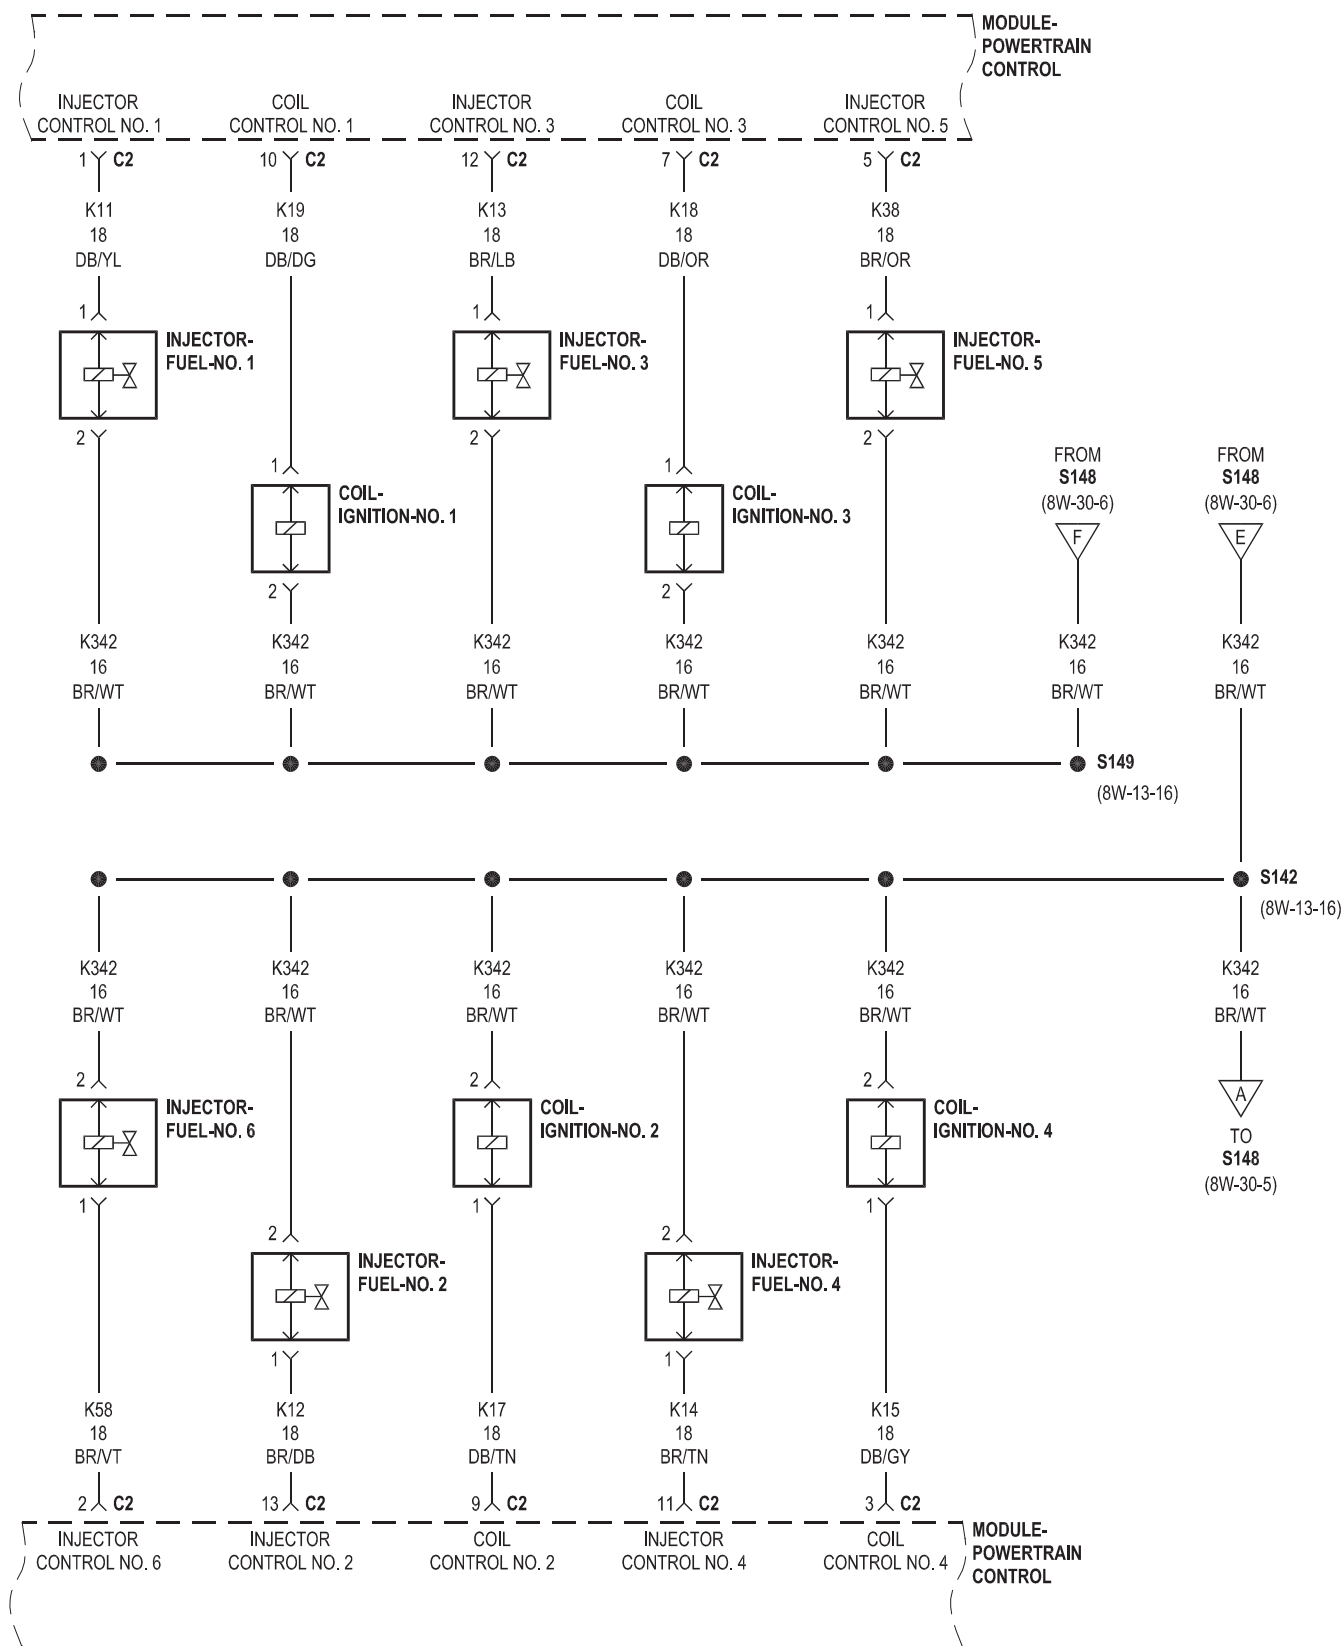 MODULE-
POWERTRAIN
CONTROL
INJECTOR COIL INJECTOR COIL INJECTOR
CONTROL NO. 1 CONTROL NO. 1 CONTROL NO. 3 CONTROL NO. 3 CONTROL NO. 5
1 C2 10 C2 12 C2 7 C2 5 C2
K11 K19 K13 K18 K38
18 18 18 18 18
DB/YL DB/DG BR/LB DB/OR BR/OR
1 1 1
INJECTOR- INJECTOR- INJECTOR-
FUEL-NO. 1 FUEL-NO. 3 FUEL-NO. 5
2 2 2
FROM FROM
1 1 S148 S148
COIL- COIL- (8W-30-6) (8W-30-6)
IGNITION-NO. 1 IGNITION-NO. 3
F E
2 2
K342 K342 K342 K342 K342 K342 K342
16 16 16 16 16 16 16
BR/WT BR/WT BR/WT BR/WT BR/WT BR/WT BR/WT
S149
(8W-13-16)
S142
(8W-13-16)
K342 K342 K342 K342 K342 K342
16 16 16 16 16 16
BR/WT BR/WT BR/WT BR/WT BR/WT BR/WT
2 2 2
A
INJECTOR- COIL- COIL-
FUEL-NO. 6 IGNITION-NO. 2 IGNITION-NO. 4
TO
S148
(8W-30-5)
1 1 1
2 2
INJECTOR- INJECTOR-
FUEL-NO. 2 FUEL-NO. 4
1 1
K58 K12 K17 K14 K15
18 18 18 18 18
BR/VT BR/DB DB/TN BR/TN DB/GY
2 C2 13 C2 9 C2 11 C2 3 C2
INJECTOR INJECTOR COIL INJECTOR COIL
CONTROL NO. 6 CONTROL NO. 2 CONTROL NO. 2 CONTROL NO. 4 CONTROL NO. 4
MODULE-
POWERTRAIN
CONTROL